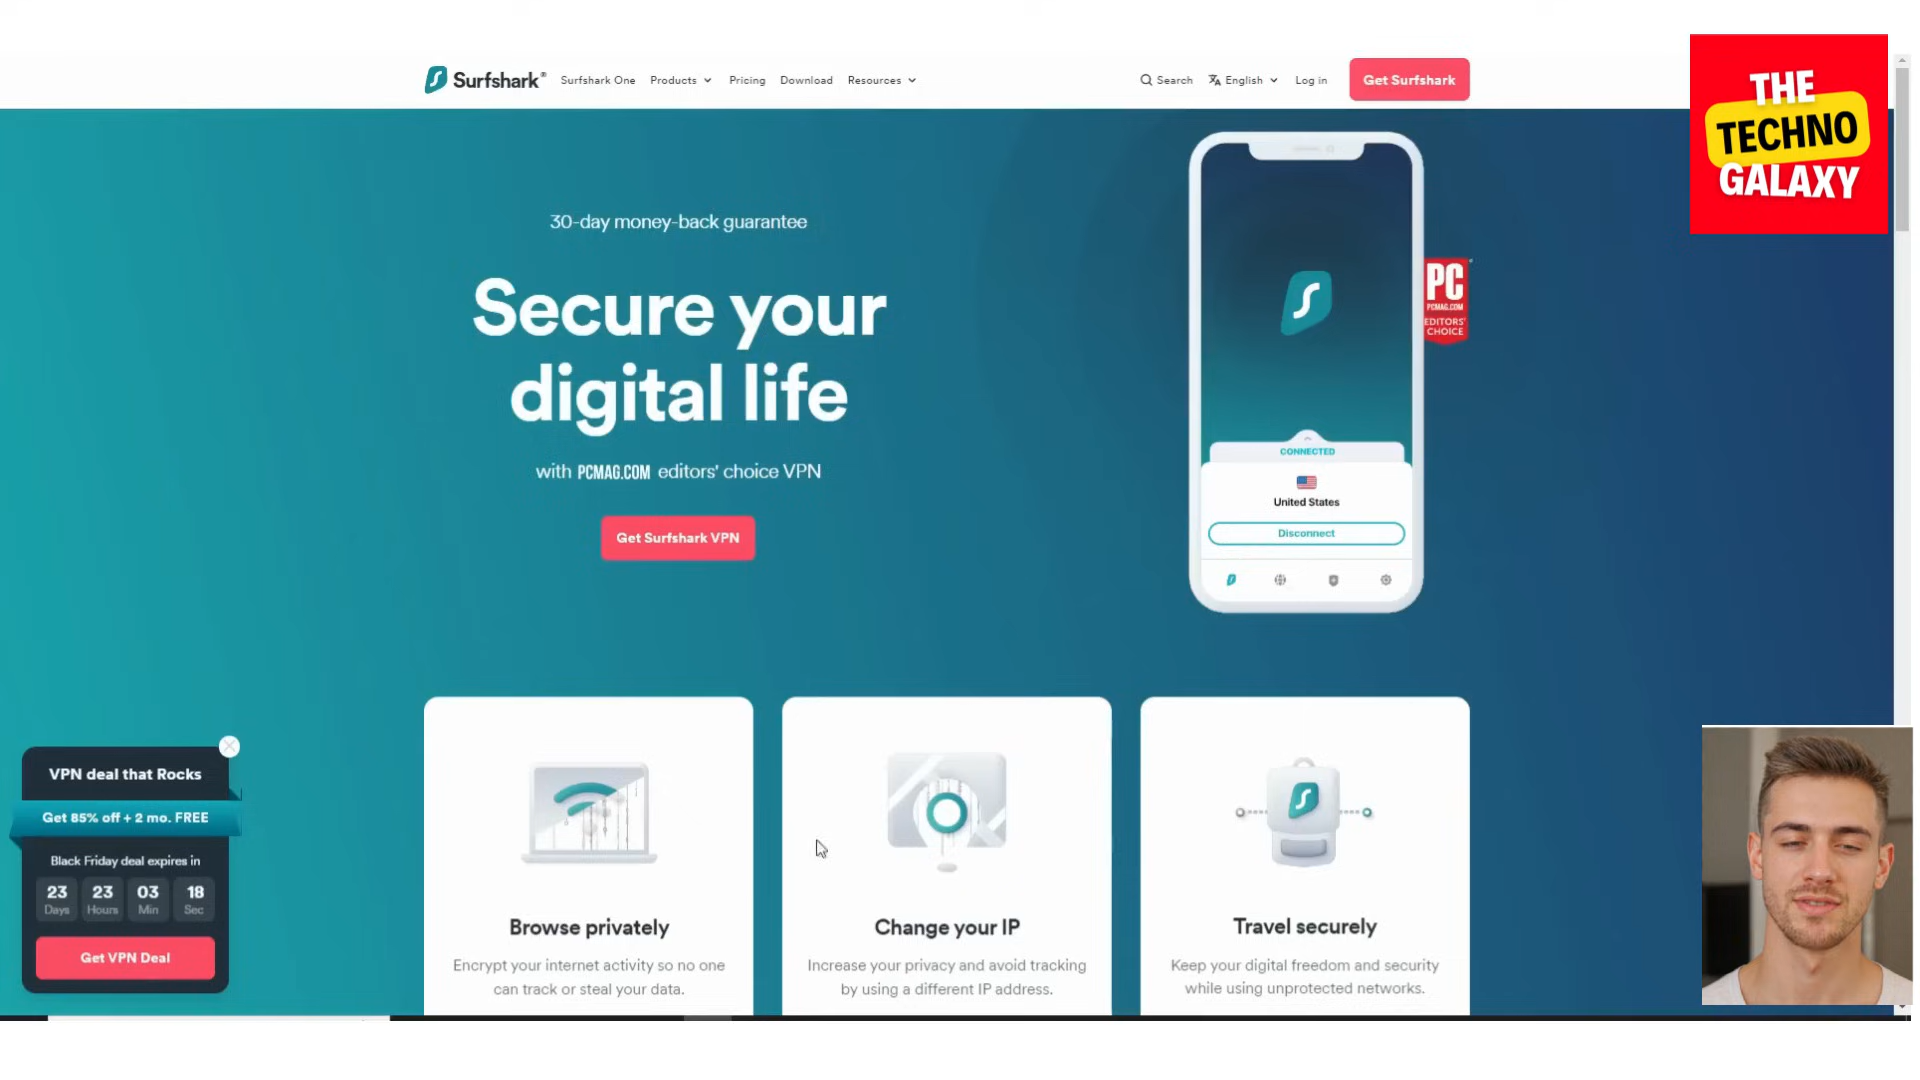 Surfshark®
Surfshark One
Products
Pricing
Download
Resources
Search
English
Log in
Get Surfshark
THE
TECHNO
GALAXY
30-day money-back guarantee
Secure your
digital life
with PCMAG.COM editors' choice VPN
Get Surfshark VPN
PC
PCMAG.COM
EDITORS'
CHOICE
CONNECTED
United States
Disconnect
VPN deal that Rocks
Get 85% off + 2 mo. FREE
Black Friday deal expires in
23 23 03 18
Days Hours Min Sec
Get VPN Deal
Browse privately
Encrypt your internet activity so no one
can track or steal your data.
Change your IP
Increase your privacy and avoid tracking
by using a different IP address.
Travel securely
Keep your digital freedom and security
while using unprotected networks.